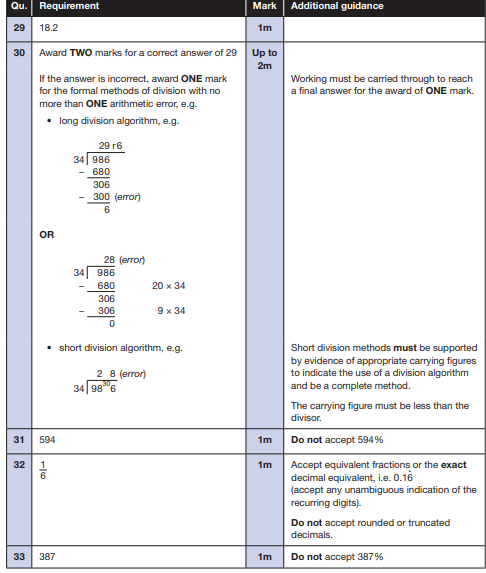 Qu. Requirement Mark Additional guidance
29 18.2 1m
30 Award TWO marks for a correct answer of 29 Up to
2m
If the answer is incorrect, award ONE mark Working must be carried through to reach
for the formal methods of division with no a final answer for the award of ONE mark.
more than ONE arithmetic error, e.g.
• long division algorithm, e.g.
29 r6
34 986
– 680
306
– 300 (error)
6
OR
28 (error)
34 986
– 680 20 × 34
306
– 306 9 × 34
0
• short division algorithm, e.g. Short division methods must be supported
by evidence of appropriate carrying figures
to indicate the use of a division algorithm
and be a complete method.
2 8 (error)
34 98³⁰6
The carrying figure must be less than the
divisor.
31 594 1m Do not accept 594%
32 1/6 1m Accept equivalent fractions or the exact
decimal equivalent, i.e. 0.16̇
(accept any unambiguous indication of the
recurring digits).
Do not accept rounded or truncated
decimals.
33 387 1m Do not accept 387%